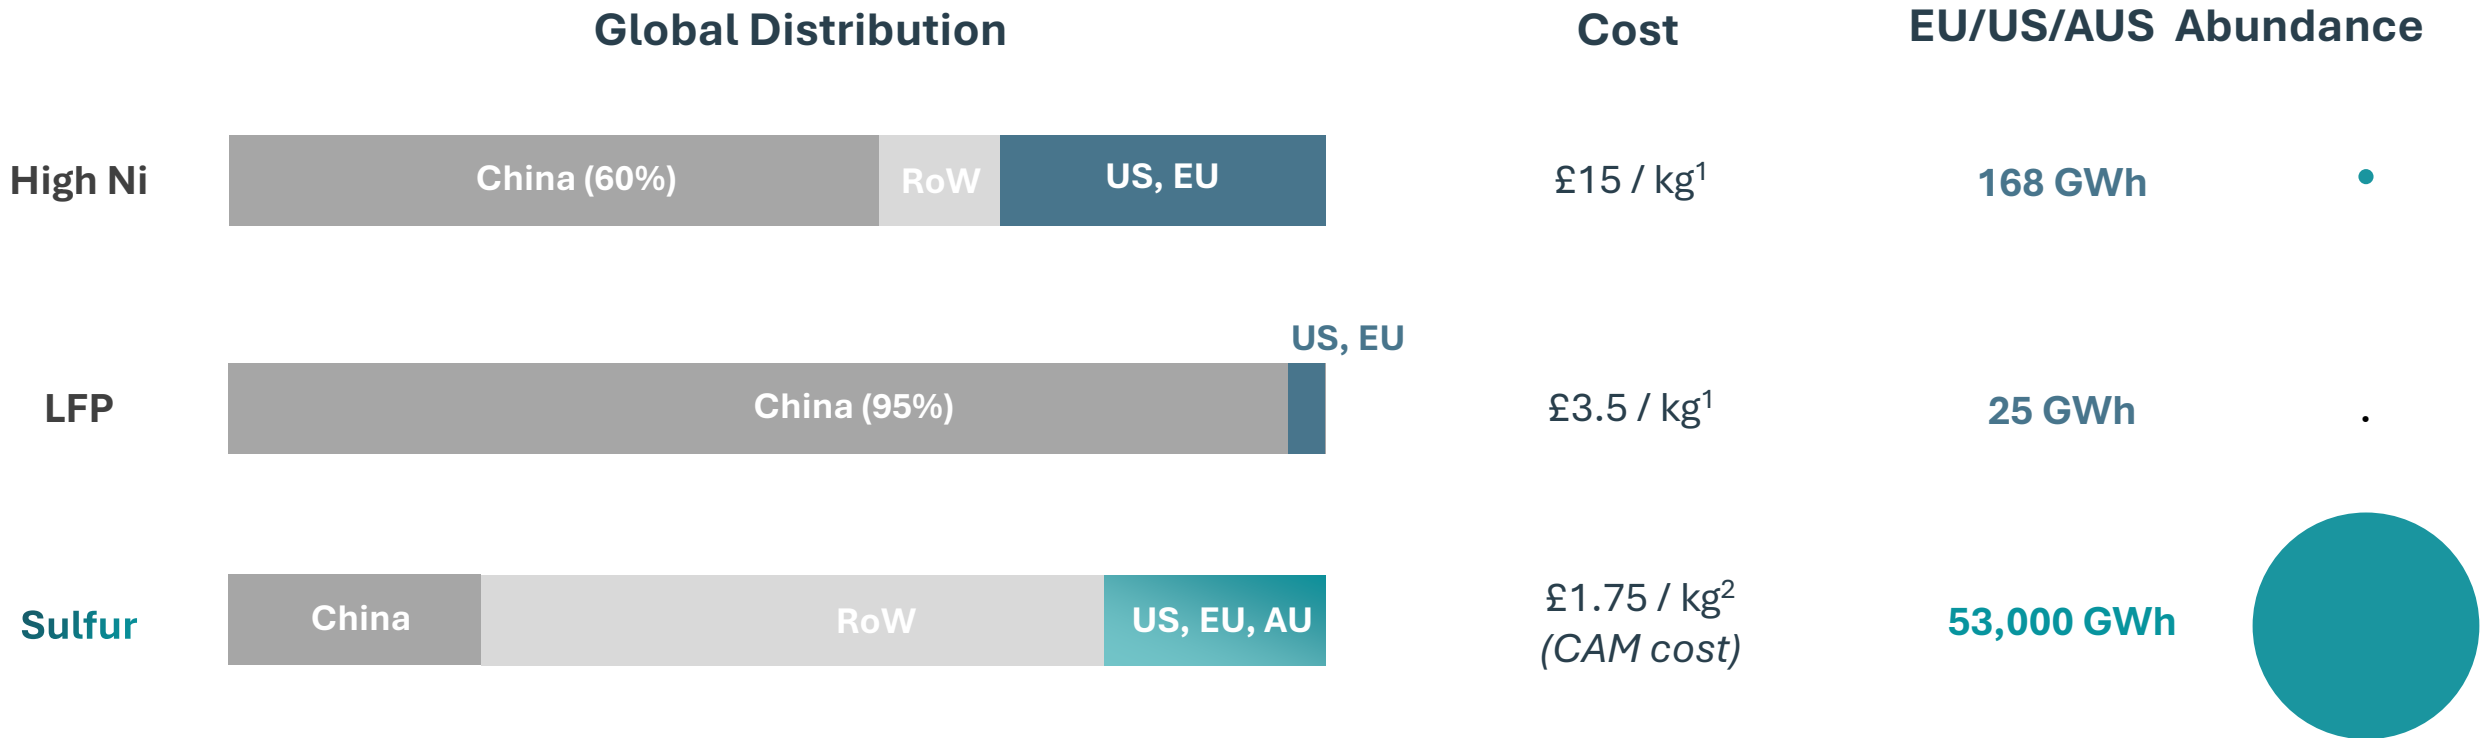 Global Distribution
Cost
EU/US/AUS Abundance
High Ni
China (60%)
RoW
US, EU
£15 / kg¹
168 GWh
US, EU
LFP
China (95%)
£3.5 / kg¹
25 GWh
Sulfur
China
RoW
US, EU, AU
£1.75 / kg²
(CAM cost)
53,000 GWh